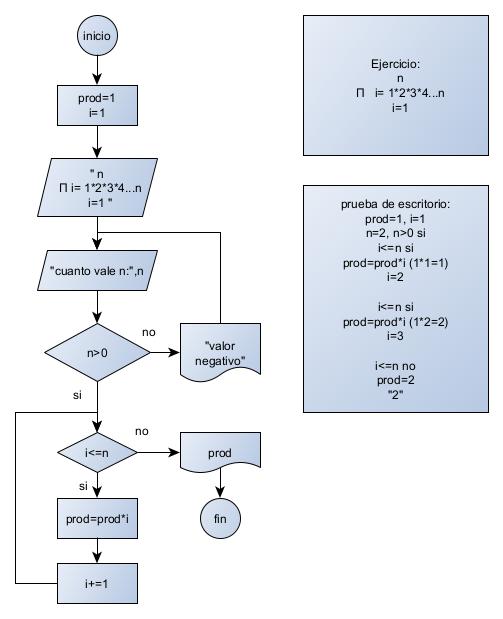 inicio
prod=1
i=1
" n
Π i= 1*2*3*4...n
i=1 "
"cuanto vale n:",n
n>0
no
"valor
negativo"
si
i<=n
no
prod
si
fin
prod=prod*i
i+=1
Ejercicio:
n
Π i= 1*2*3*4...n
i=1
prueba de escritorio:
prod=1, i=1
n=2, n>0 si
i<=n si
prod=prod*i (1*1=1)
i=2
i<=n si
prod=prod*i (1*2=2)
i=3
i<=n no
prod=2
"2"